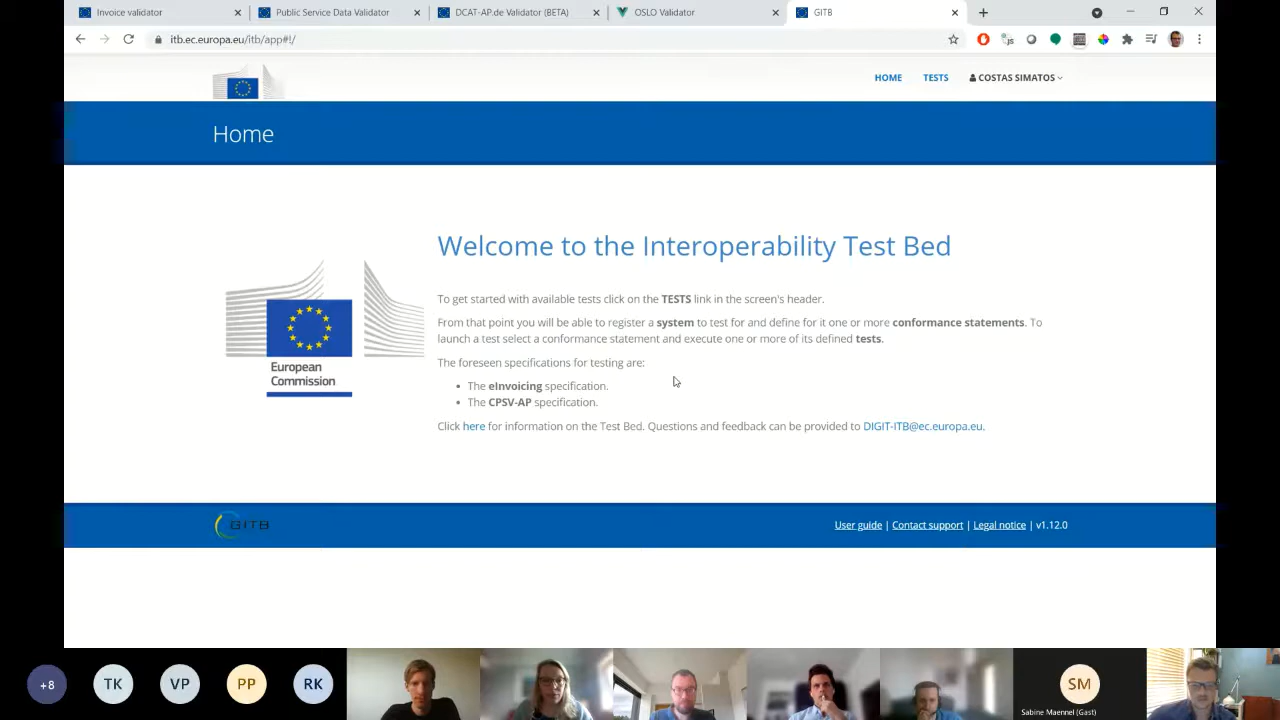 Invoice validator
Public Service Data Validator
DCAT-AP.de Validator (BETA)
OSLO Validator
GITB
itb.ec.europa.eu/itb/app#!/
HOME
TESTS
COSTAS SIMATOS
Home
Welcome to the Interoperability Test Bed
To get started with available tests click on the TESTS link in the screen's header.
From that point you will be able to register a system to test for and define for it one or more conformance statements. To
launch a test select a conformance statement and execute one or more of its defined tests.
The foreseen specifications for testing are:
• The eInvoicing specification.
• The CPSV-AP specification.
Click here for information on the Test Bed. Questions and feedback can be provided to DIGIT-ITB@ec.europa.eu.
European
Commission
GITB
User guide | Contact support | Legal notice | v1.12.0
+8
TK
VP
PP
RK
SM
Sabine Maennel (Gast)